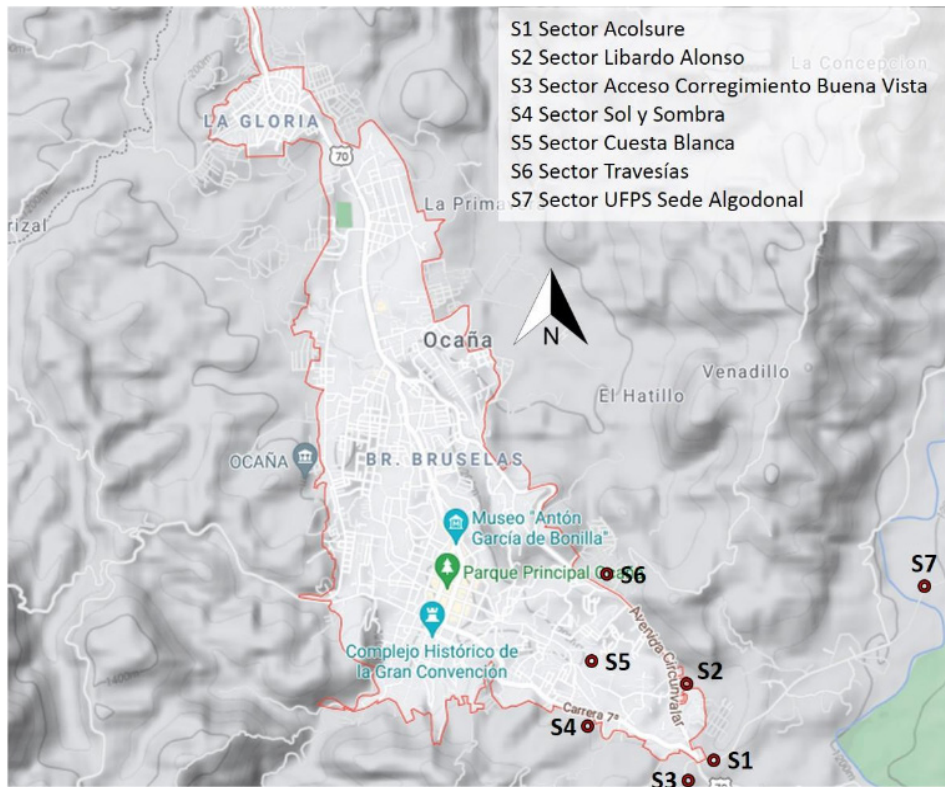 S1 Sector Acolsure
S2 Sector Libardo Alonso
S3 Sector Acceso Corregimiento Buena Vista
S4 Sector Sol y Sombra
S5 Sector Cuesta Blanca
S6 Sector Travesías
S7 Sector UFPS Sede Algodonal
La Concepción
LA GLORIA
70
La Prima
rizal
N
Ocaña
Venadillo
El Hatillo
OCAÑA
BR. BRUSELAS
Museo "Antón
García de Bonilla"
Parque Principal
S6
S7
Complejo Histórico de
la Gran Convención
S5
Avenida Circunvalar
S2
Carrera 7ª
S4
1400
S1
S3
70
1200m